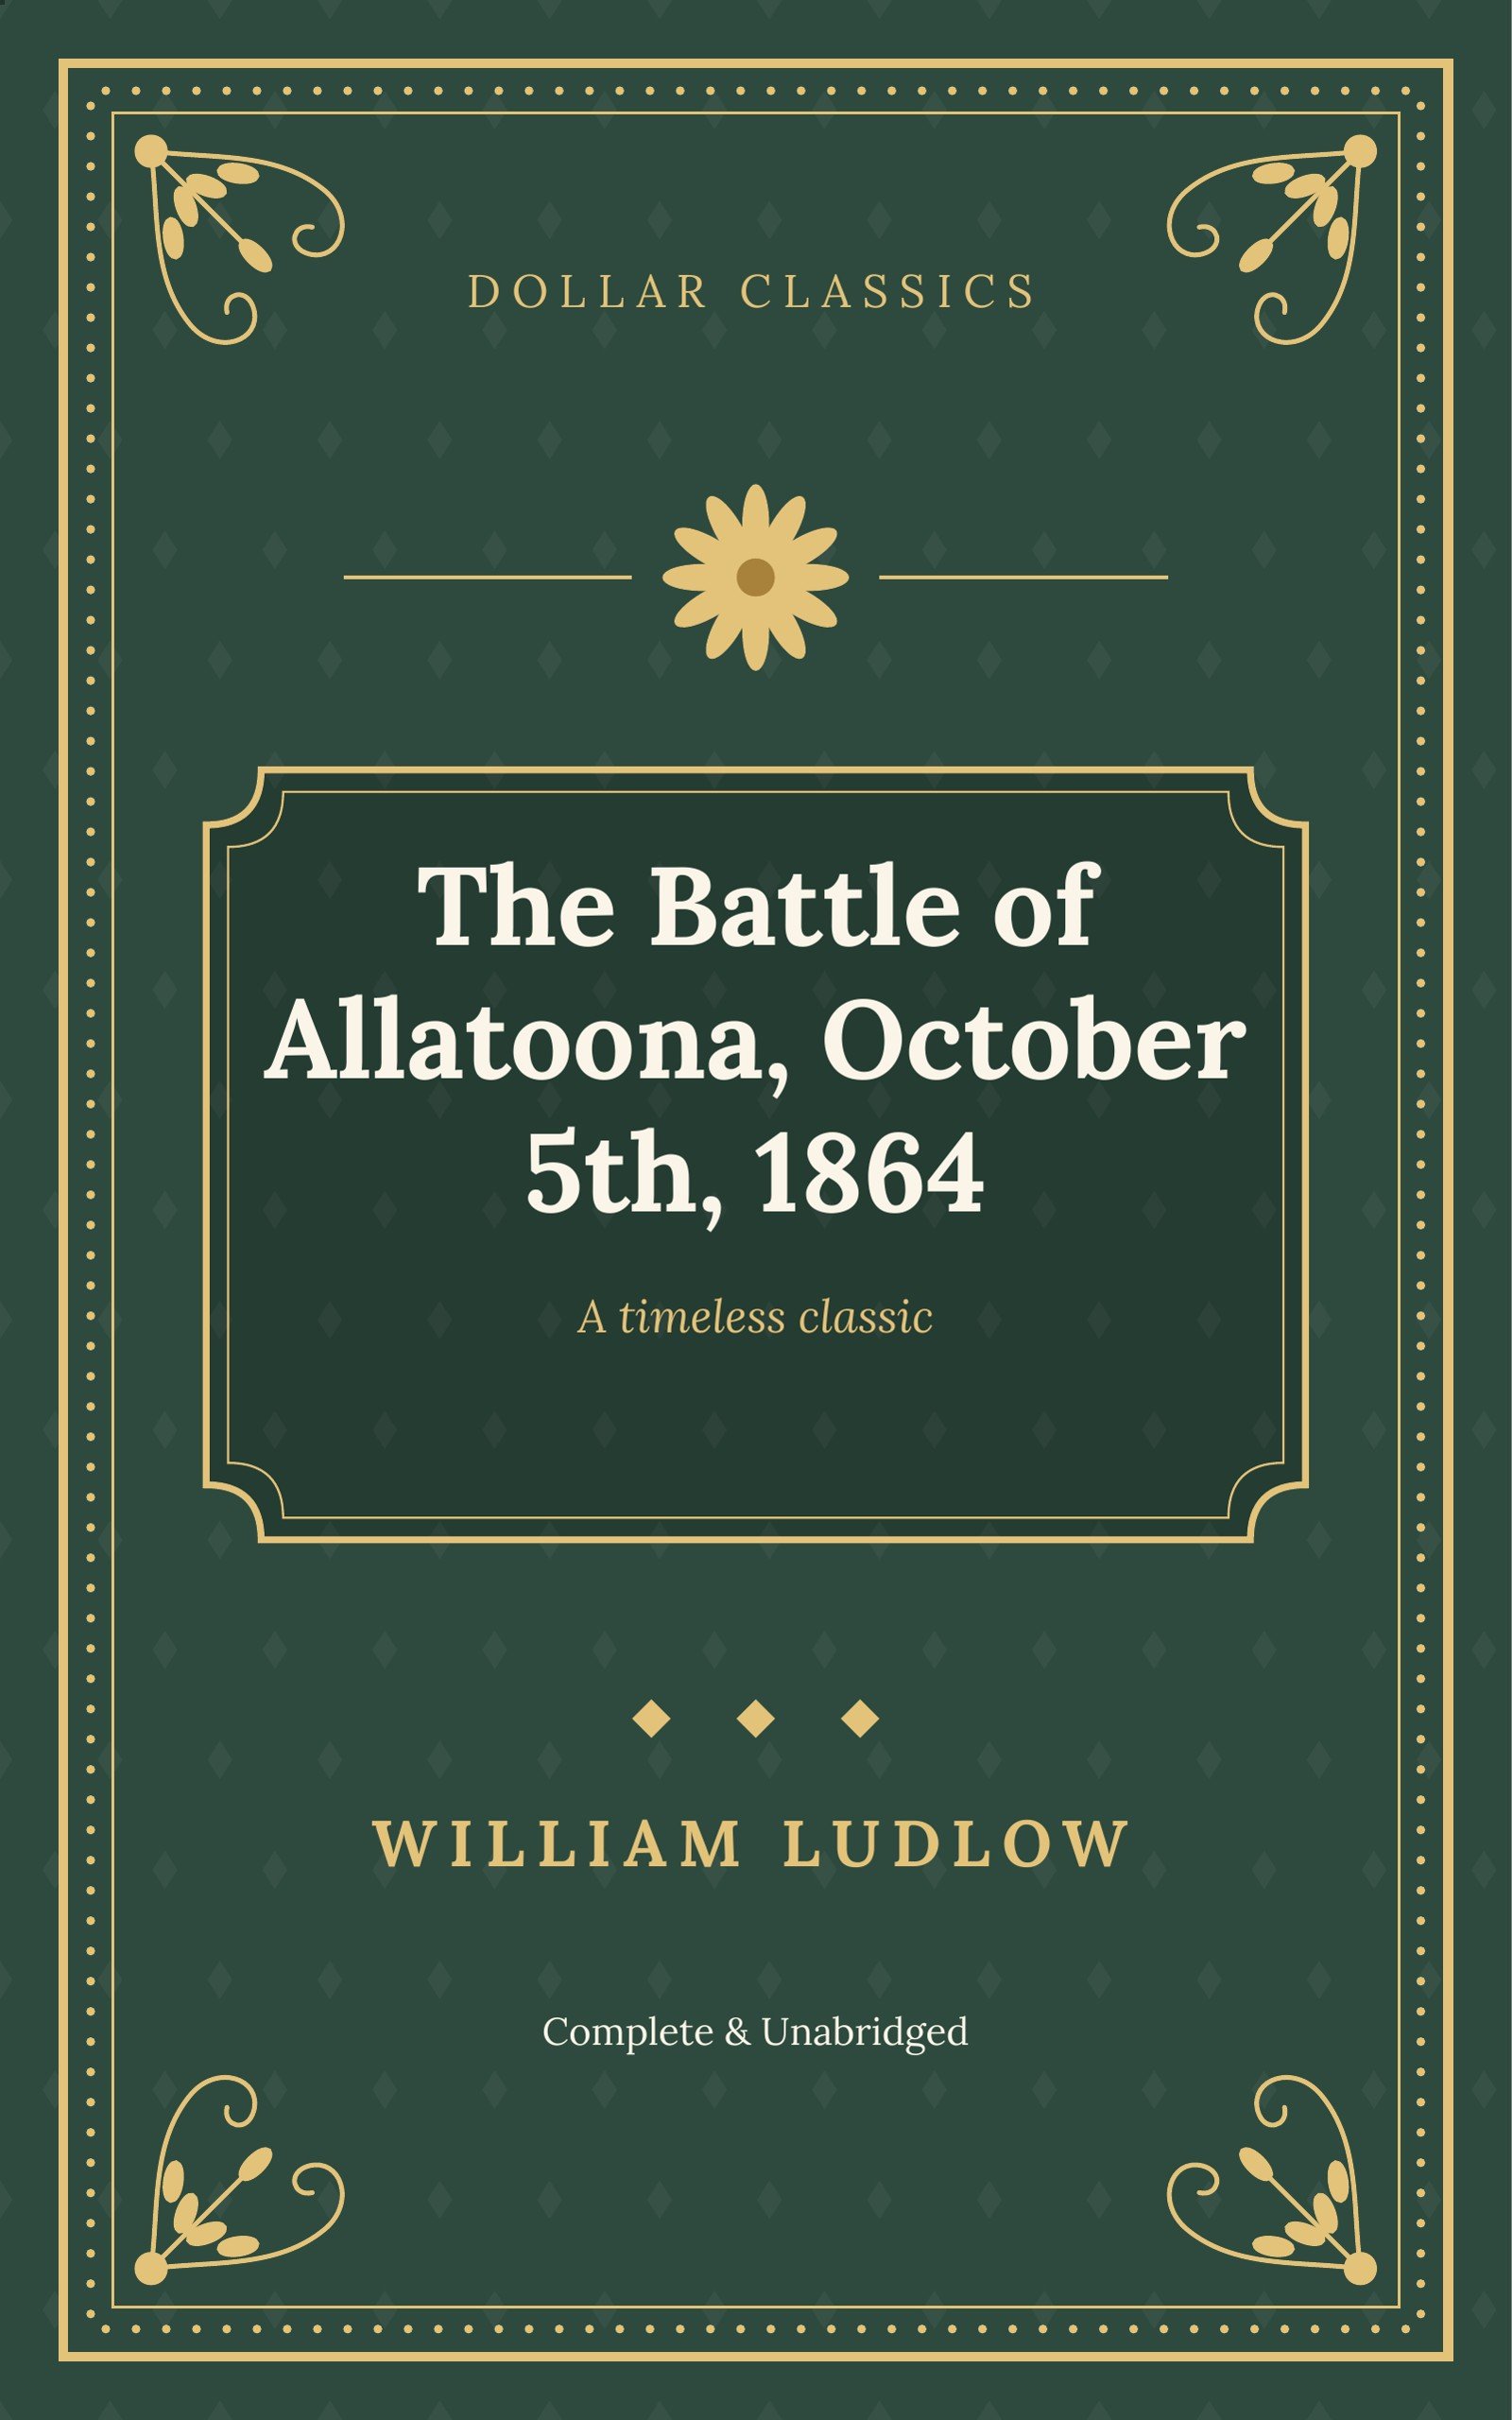 DOLLAR CLASSICS
The Battle of
Allatoona, October
5th, 1864
A timeless classic
WILLIAM LUDLOW
Complete & Unabridged